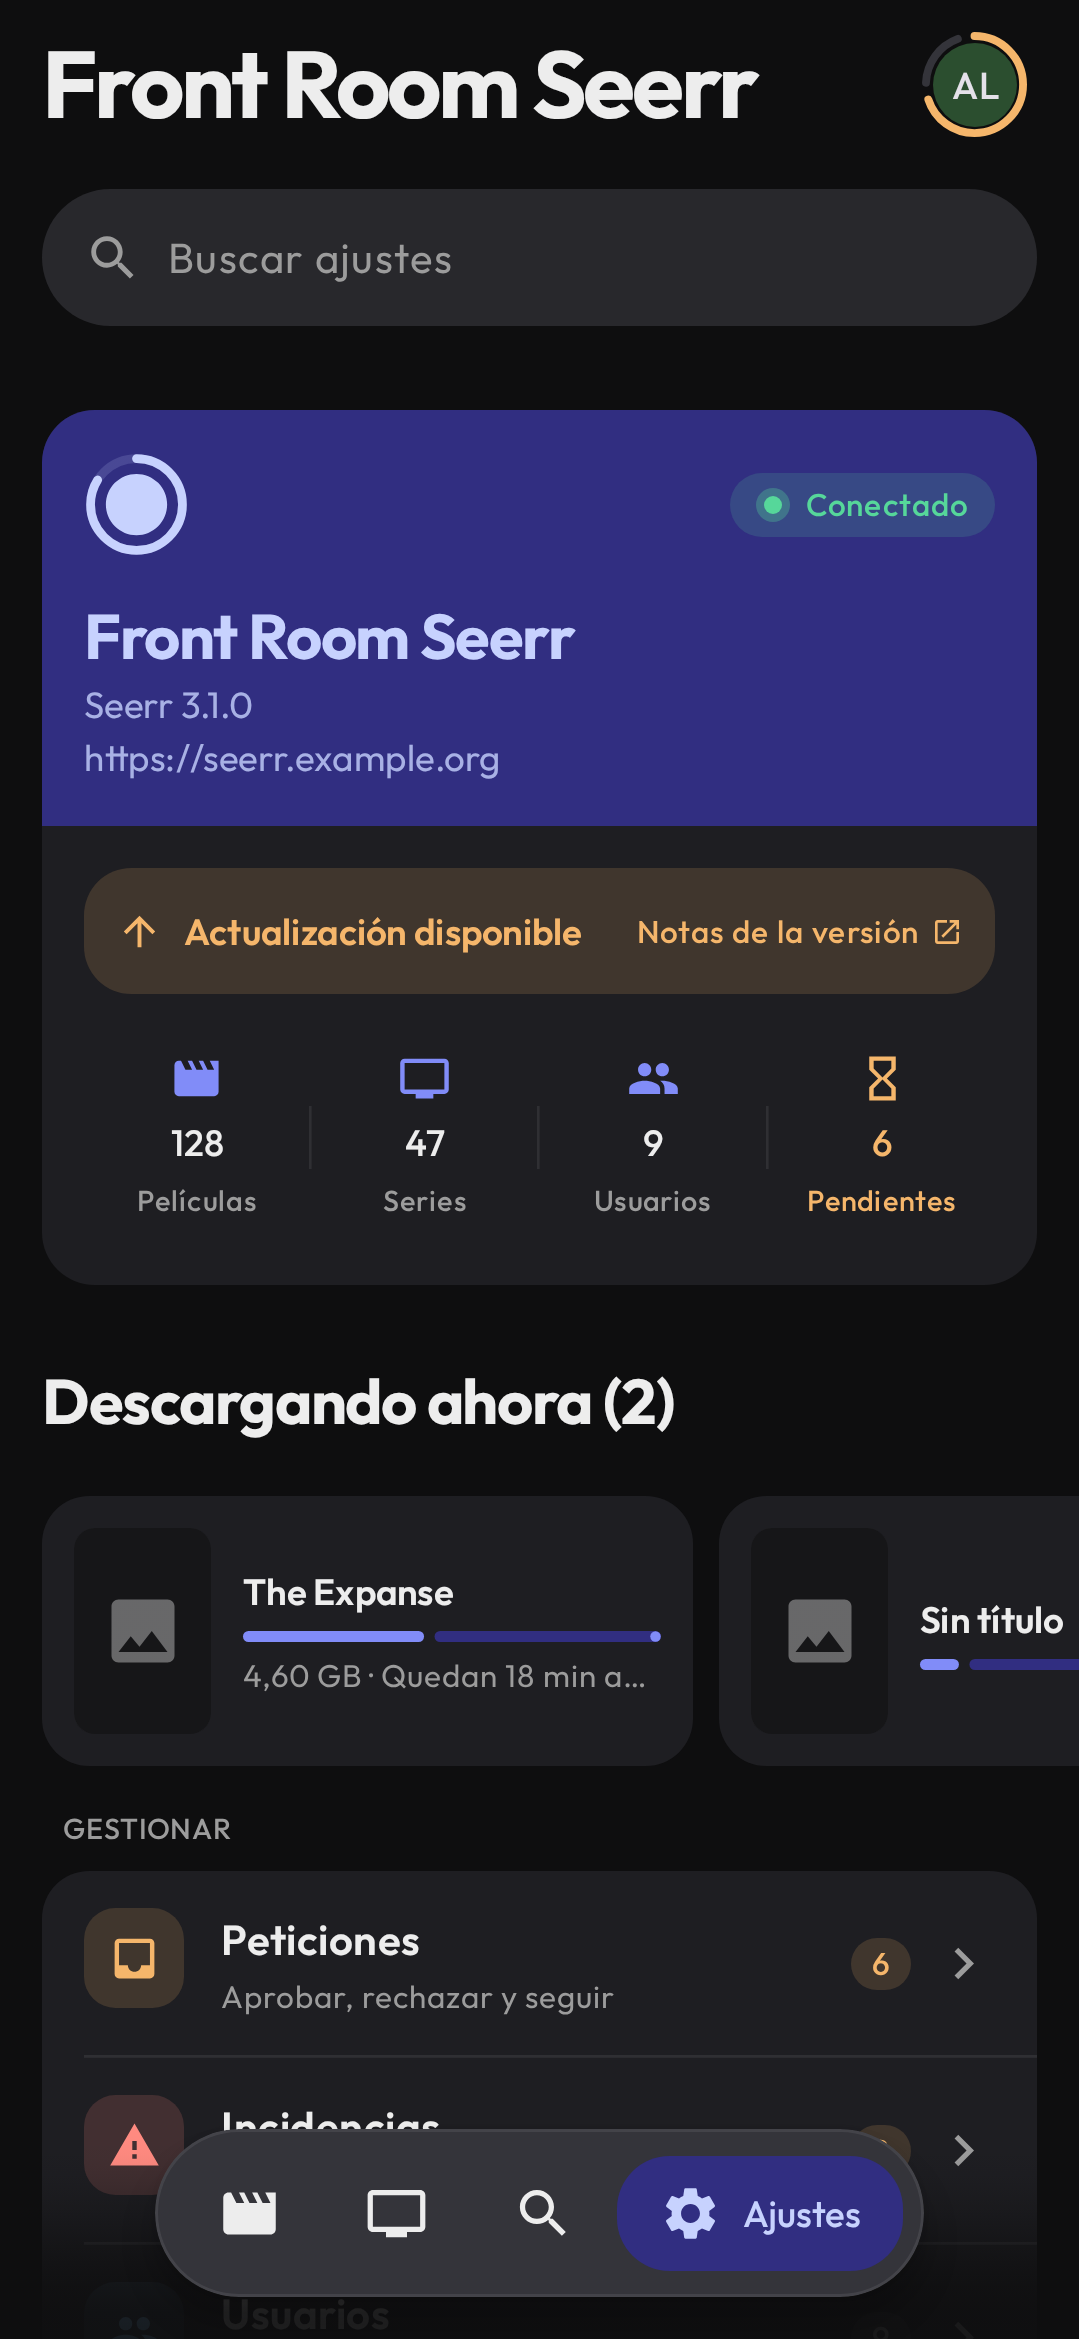 Front Room Seerr
AL
Buscar ajustes
Conectado
Front Room Seerr
Seerr 3.1.0
https://seerr.example.org
Actualización disponible
Notas de la versión
128
47
9
6
Películas
Series
Usuarios
Pendientes
Descargando ahora (2)
The Expanse
4,60 GB · Quedan 18 min a...
Sin título
GESTIONAR
Peticiones
Aprobar, rechazar y seguir
6
Incidencias
Ajustes
Usuarios
9